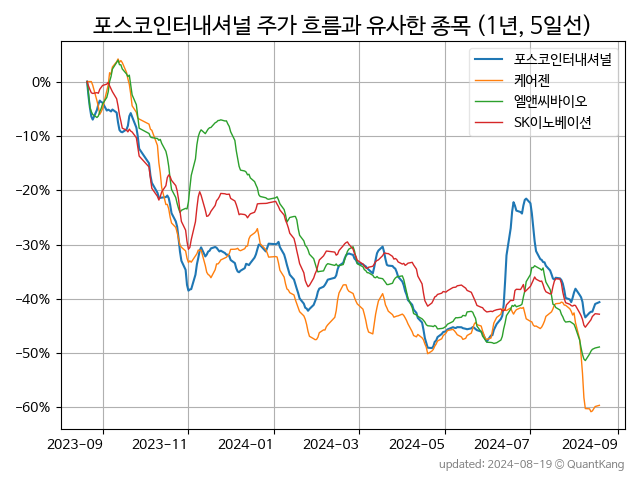 포스코인터내셔널 주가 흐름과 유사한 종목 (1년, 5일선)
포스코인터내셔널
케어젠
엘앤씨바이오
SK이노베이션
0%
-10%
-20%
-30%
-40%
-50%
-60%
2023-09 2023-11 2024-01 2024-03 2024-05 2024-07 2024-09
updated: 2024-08-19 © QuantKang